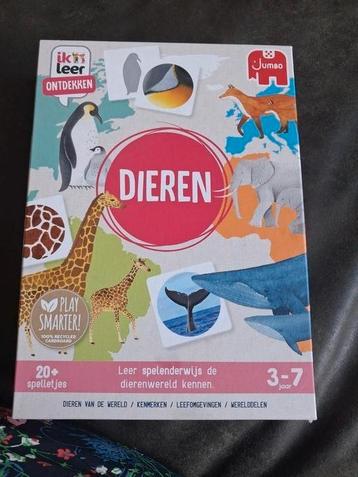 ik leer
ONTDEKKEN
Jumbo
DIEREN
PLAY
SMARTER!
100% RECYCLED
CARDBOARD
20+
spelletjes
Leer spelenderwijs de
dierenwereld kennen.
3-7
jaar
DIEREN VAN DE WERELD / KENMERKEN / LEEFOMGEVINGEN / WERELDDELEN